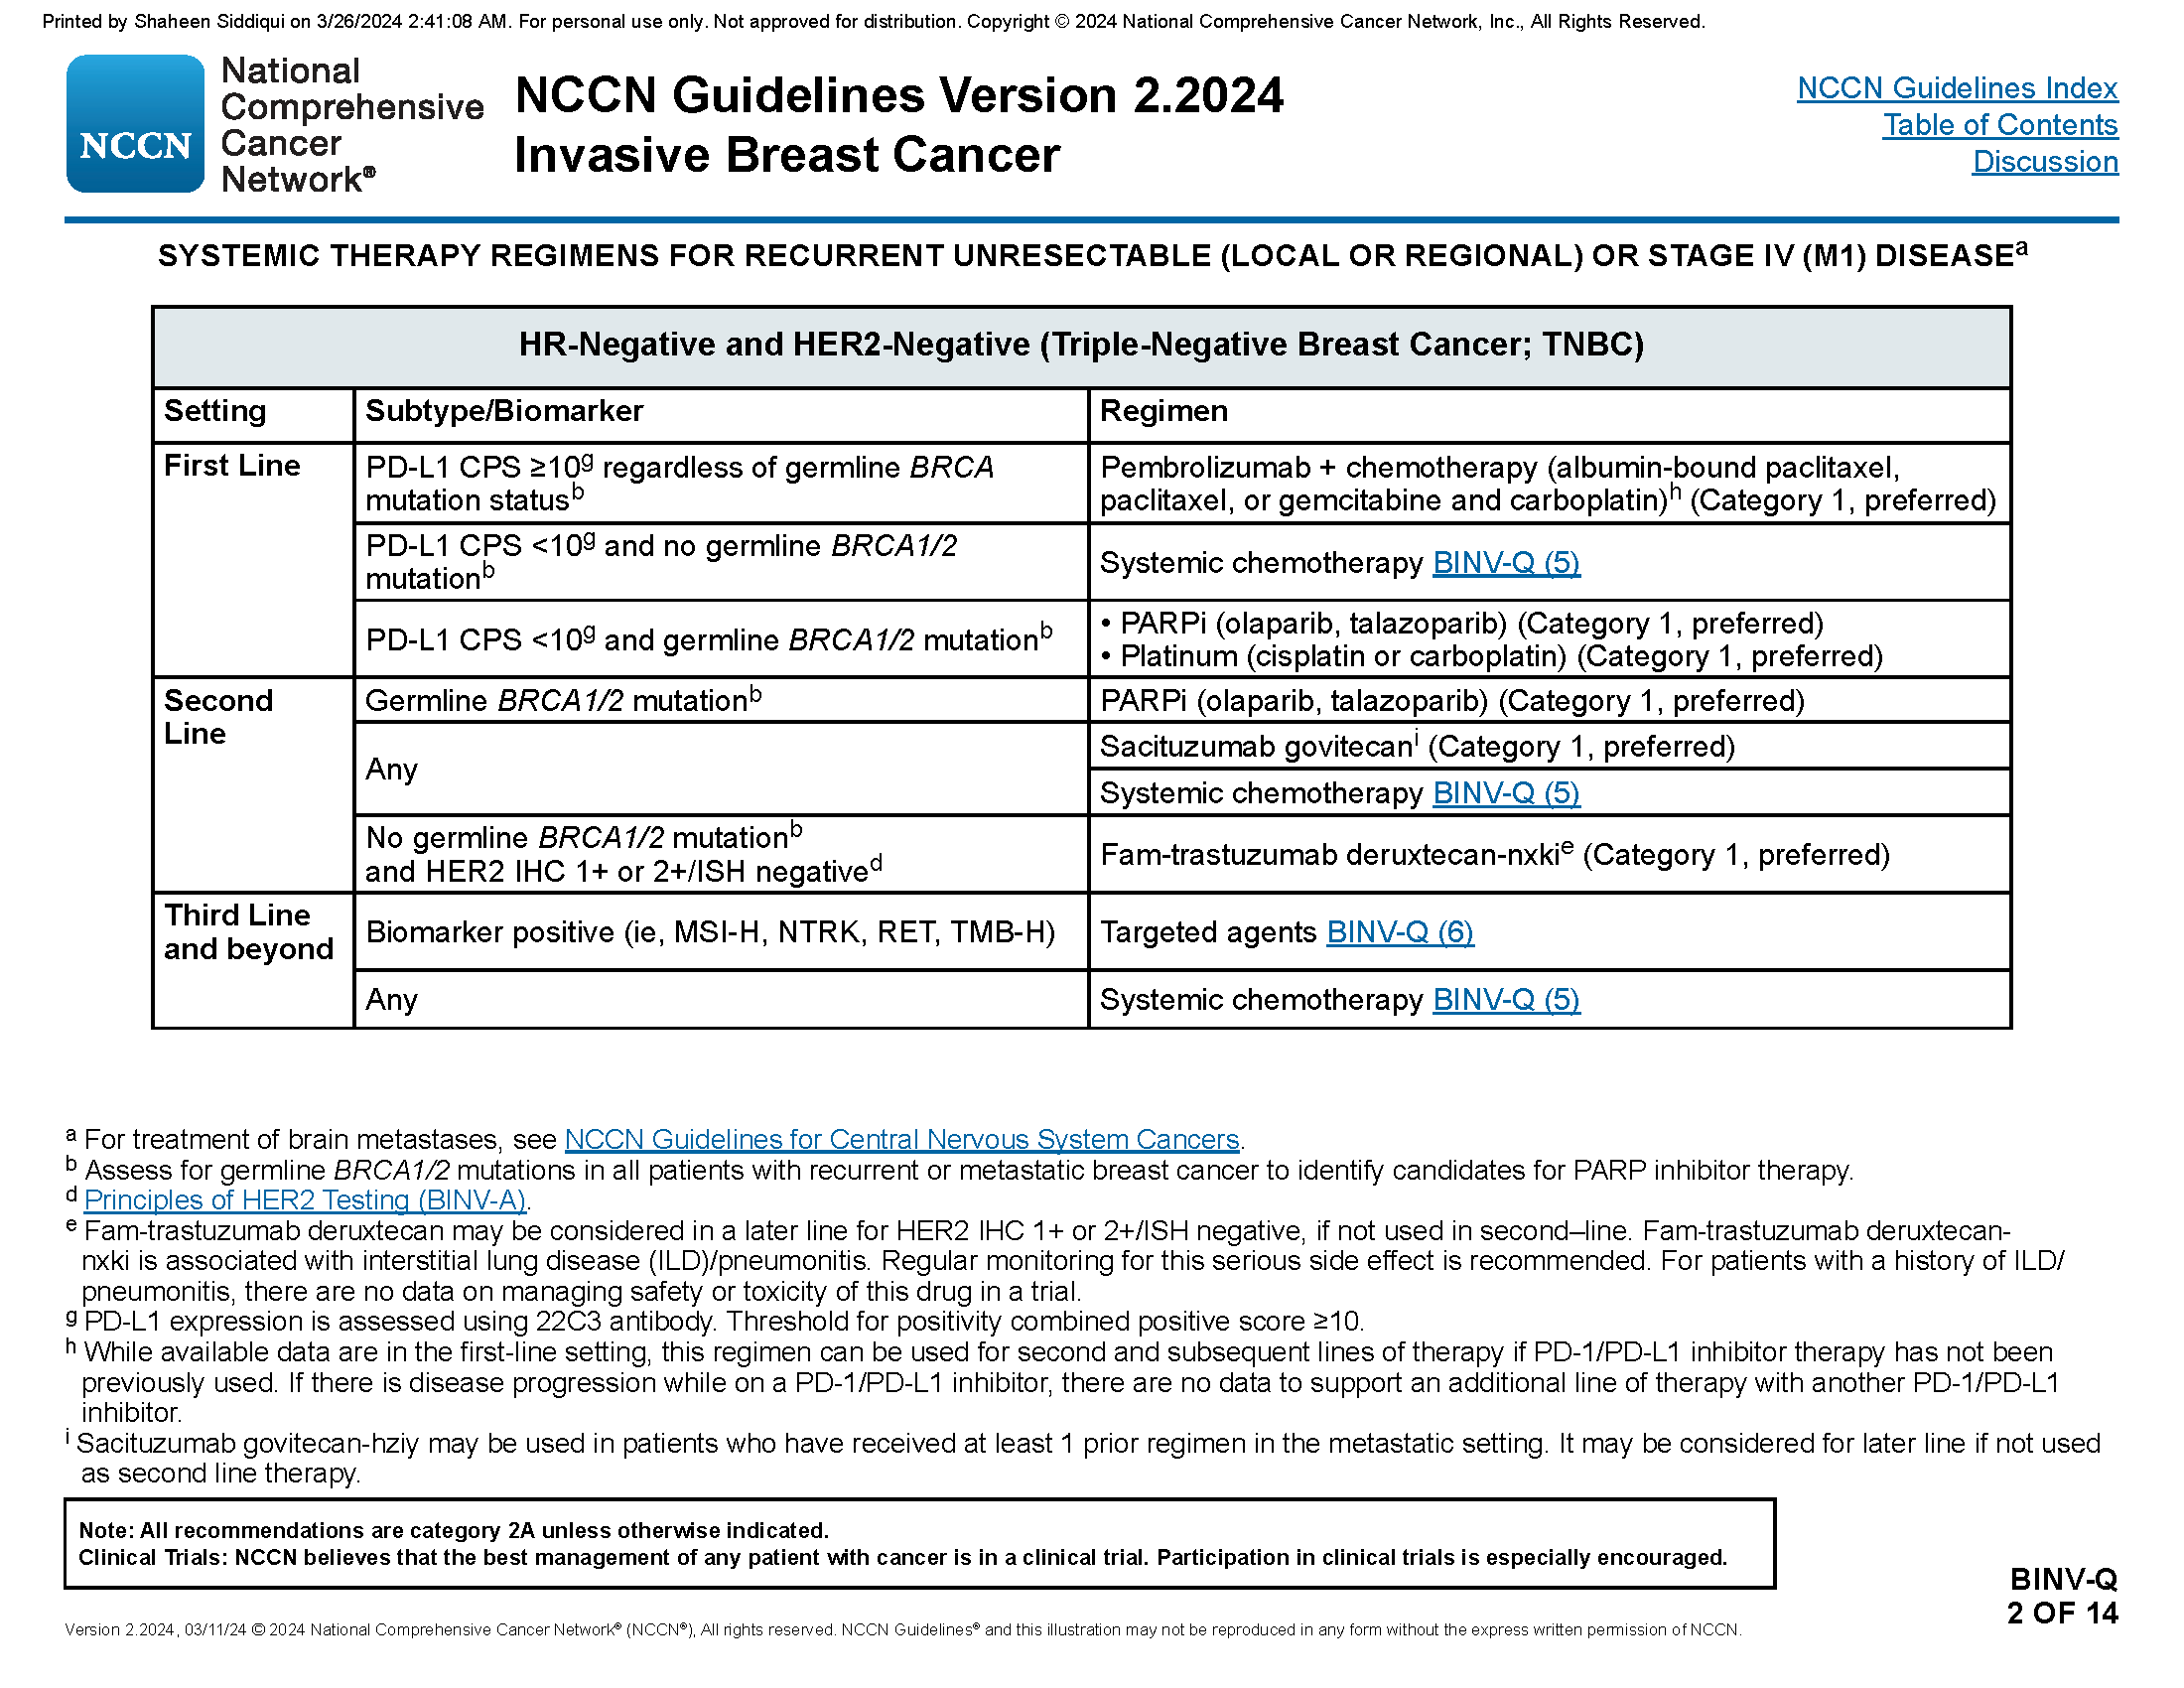 Printed by Shaheen Siddiqui on 3/26/2024 2:41:08 AM. For personal use only. Not approved for distribution. Copyright © 2024 National Comprehensive Cancer Network, Inc., All Rights Reserved.
NCCN
National
Comprehensive
Cancer
Network®
NCCN Guidelines Version 2.2024
Invasive Breast Cancer
NCCN Guidelines Index
Table of Contents
Discussion
SYSTEMIC THERAPY REGIMENS FOR RECURRENT UNRESECTABLE (LOCAL OR REGIONAL) OR STAGE IV (M1) DISEASEa
HR-Negative and HER2-Negative (Triple-Negative Breast Cancer; TNBC)
Setting Subtype/Biomarker Regimen
First Line
PD-L1 CPS ≥10g regardless of germline BRCA
mutation statusb
Pembrolizumab + chemotherapy (albumin-bound paclitaxel,
paclitaxel, or gemcitabine and carboplatin)h (Category 1, preferred)
PD-L1 CPS <10g and no germline BRCA1/2
mutationb
Systemic chemotherapy BINV-Q (5)
PD-L1 CPS <10g and germline BRCA1/2 mutationb
• PARPi (olaparib, talazoparib) (Category 1, preferred)
• Platinum (cisplatin or carboplatin) (Category 1, preferred)
Second
Line
Germline BRCA1/2 mutationb
PARPi (olaparib, talazoparib) (Category 1, preferred)
Any
Sacituzumab govitecani (Category 1, preferred)
Systemic chemotherapy BINV-Q (5)
No germline BRCA1/2 mutationb
and HER2 IHC 1+ or 2+/ISH negatived
Fam-trastuzumab deruxtecan-nxkie (Category 1, preferred)
Third Line
and beyond
Biomarker positive (ie, MSI-H, NTRK, RET, TMB-H)
Targeted agents BINV-Q (6)
Any
Systemic chemotherapy BINV-Q (5)
a For treatment of brain metastases, see NCCN Guidelines for Central Nervous System Cancers.
b Assess for germline BRCA1/2 mutations in all patients with recurrent or metastatic breast cancer to identify candidates for PARP inhibitor therapy.
d Principles of HER2 Testing (BINV-A).
e Fam-trastuzumab deruxtecan may be considered in a later line for HER2 IHC 1+ or 2+/ISH negative, if not used in second–line. Fam-trastuzumab deruxtecan-
nxki is associated with interstitial lung disease (ILD)/pneumonitis. Regular monitoring for this serious side effect is recommended. For patients with a history of ILD/
pneumonitis, there are no data on managing safety or toxicity of this drug in a trial.
g PD-L1 expression is assessed using 22C3 antibody. Threshold for positivity combined positive score ≥10.
h While available data are in the first-line setting, this regimen can be used for second and subsequent lines of therapy if PD-1/PD-L1 inhibitor therapy has not been
previously used. If there is disease progression while on a PD-1/PD-L1 inhibitor, there are no data to support an additional line of therapy with another PD-1/PD-L1
inhibitor.
i Sacituzumab govitecan-hziy may be used in patients who have received at least 1 prior regimen in the metastatic setting. It may be considered for later line if not used
as second line therapy.
Note: All recommendations are category 2A unless otherwise indicated.
Clinical Trials: NCCN believes that the best management of any patient with cancer is in a clinical trial. Participation in clinical trials is especially encouraged.
BINV-Q
2 OF 14
Version 2.2024, 03/11/24 © 2024 National Comprehensive Cancer Network® (NCCN®), All rights reserved. NCCN Guidelines® and this illustration may not be reproduced in any form without the express written permission of NCCN.